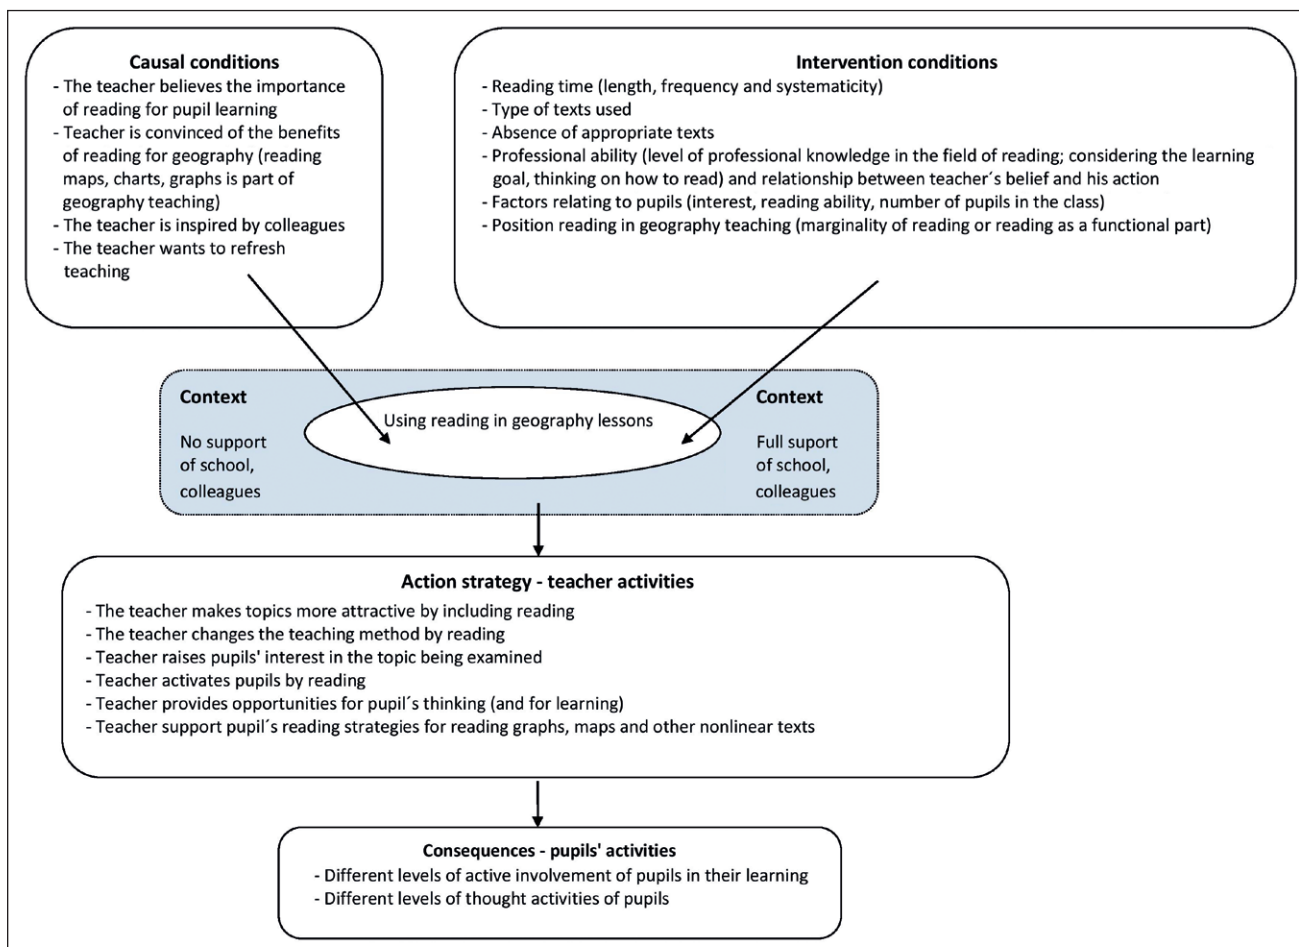 Causal conditions
- The teacher believes the importance
of reading for pupil learning
- Teacher is convinced of the benefits
of reading for geography (reading
maps, charts, graphs is part of
geography teaching)
- The teacher is inspired by colleagues
- The teacher wants to refresh
teaching
Intervention conditions
- Reading time (length, frequency and systematicity)
- Type of texts used
- Absence of appropriate texts
- Professional ability (level of professional knowledge in the field of reading; considering the learning
goal, thinking on how to read) and relationship between teacher´s belief and his action
- Factors relating to pupils (interest, reading ability, number of pupils in the class)
- Position reading in geography teaching (marginality of reading or reading as a functional part)
Context
No support
of school,
colleagues
Using reading in geography lessons
Context
Full suport
of school,
colleagues
Action strategy - teacher activities
- The teacher makes topics more attractive by including reading
- The teacher changes the teaching method by reading
- Teacher raises pupils' interest in the topic being examined
- Teacher activates pupils by reading
- Teacher provides opportunities for pupil´s thinking (and for learning)
- Teacher support pupil´s reading strategies for reading graphs, maps and other nonlinear texts
Consequences - pupils' activities
- Different levels of active involvement of pupils in their learning
- Different levels of thought activities of pupils